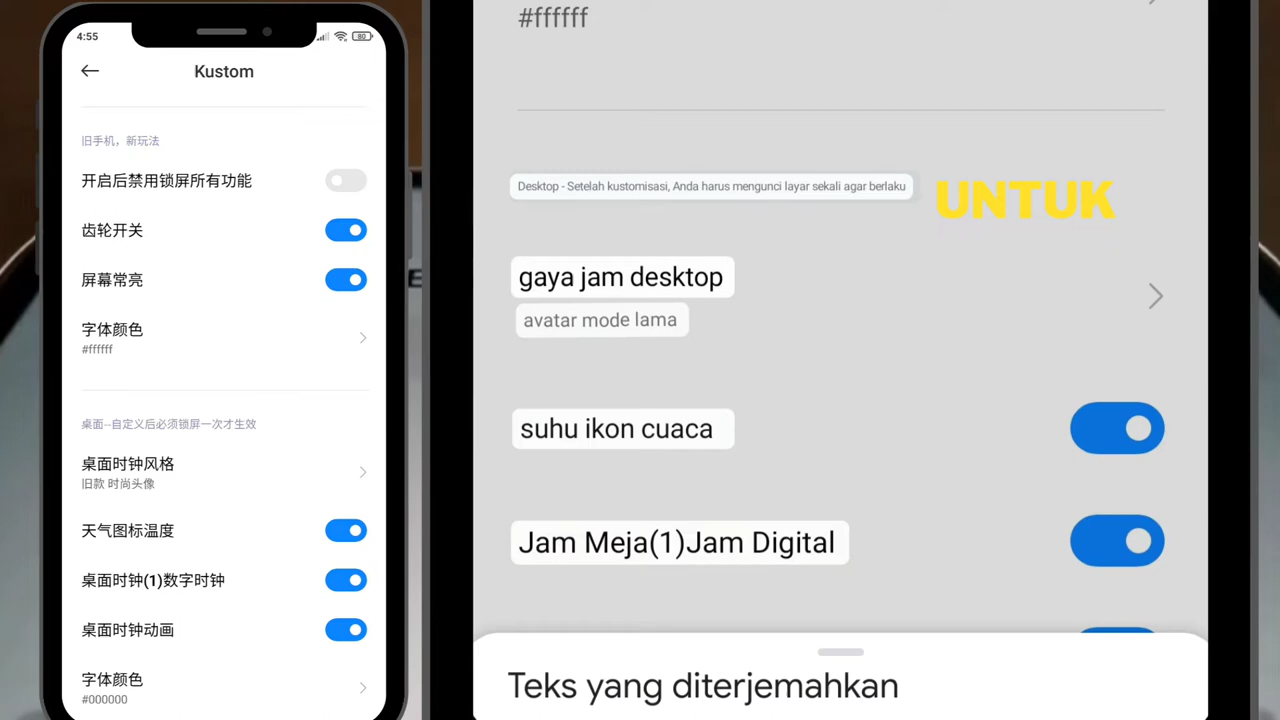 4:55
80
Kustom
旧手机，新玩法
开启后禁用锁屏所有功能
齿轮开关
屏幕常亮
字体颜色
#ffffff
桌面--自定义后必须锁屏一次才生效
桌面时钟风格
旧款 时尚头像
天气图标温度
桌面时钟(1)数字时钟
桌面时钟动画
字体颜色
#000000
#ffffff
Desktop - Setelah kustomisasi, Anda harus mengunci layar sekali agar berlaku
UNTUK
gaya jam desktop
avatar mode lama
suhu ikon cuaca
Jam Meja(1)Jam Digital
Teks yang diterjemahkan